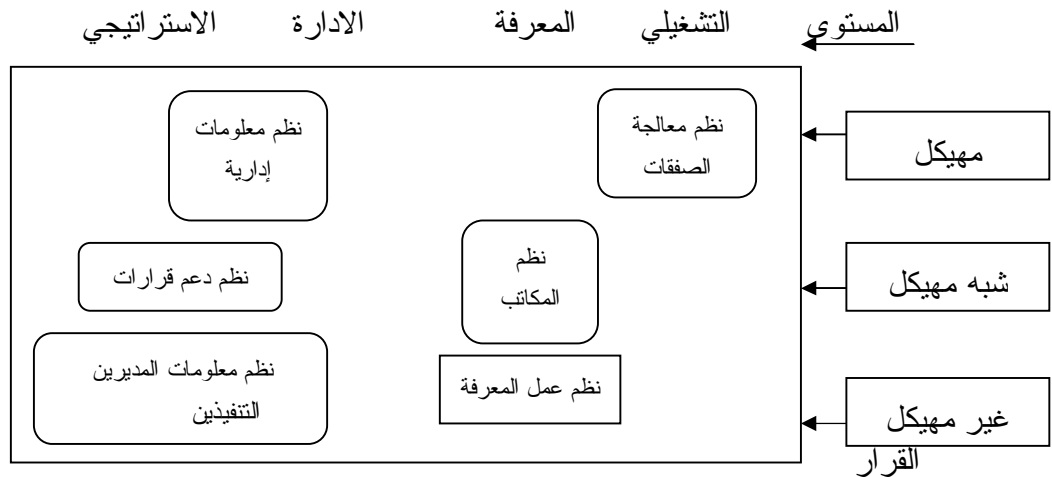 المستوى التشغيلي المعرفة الادارة الاستراتيجي
نظم معالجة
الصفقات
نظم معلومات
إدارية
مهيكل
نظم
المكاتب
نظم دعم قرارات
شبه مهيكل
نظم عمل المعرفة
نظم معلومات المديرين
التنفيذين
غير مهيكل
القرار